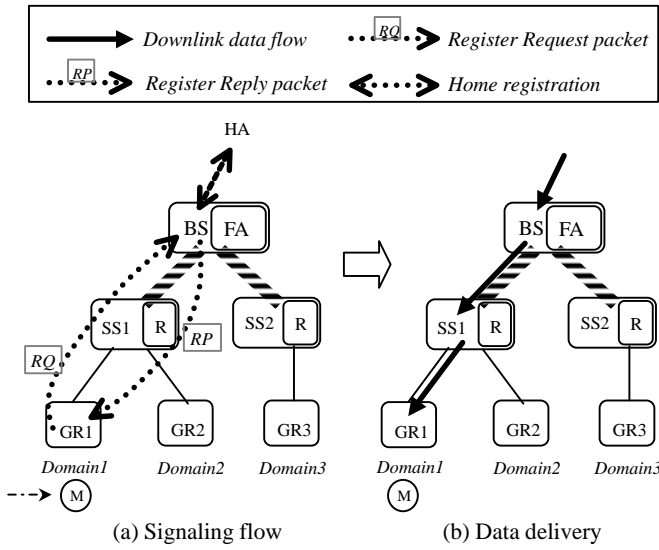 Downlink data flow
RQ
Register Request packet
RP
Register Reply packet
Home registration
HA
BS FA
SS1 R
SS2 R
RQ
RP
GR1
GR2
GR3
Domain1
Domain2
Domain3
M
(a) Signaling flow
BS FA
SS1 R
SS2 R
GR1
GR2
GR3
Domain1
Domain2
Domain3
M
(b) Data delivery